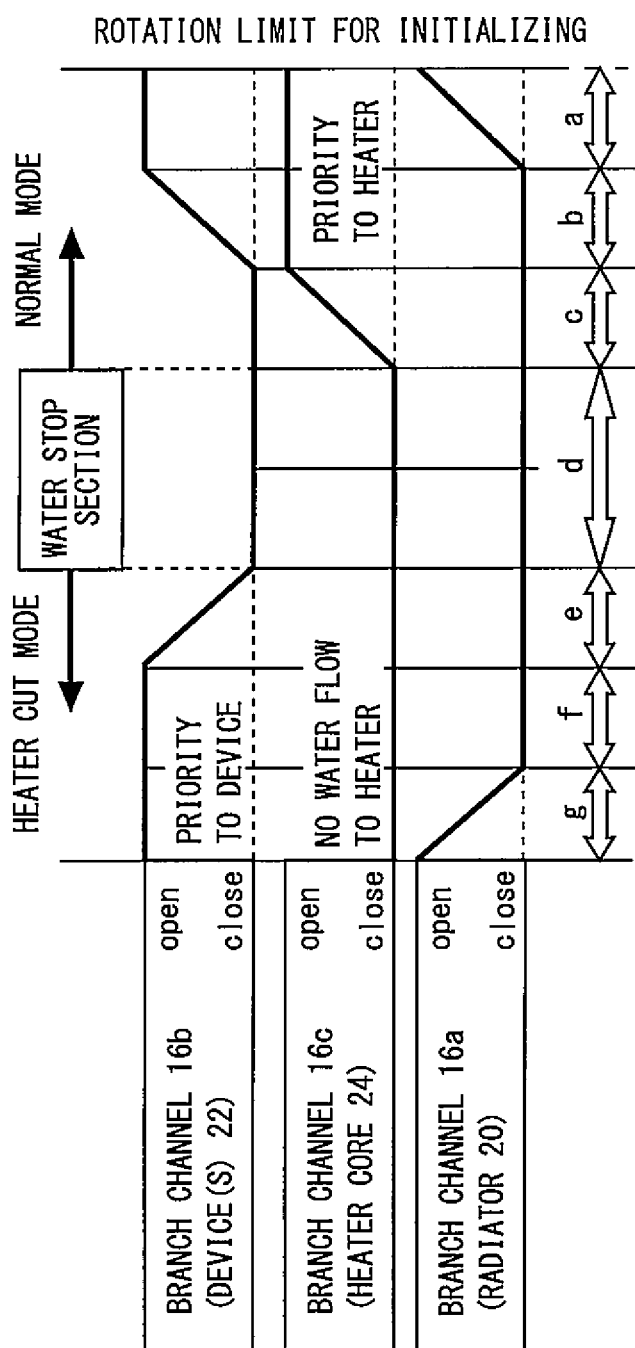 ROTATION LIMIT FOR INITIALIZING
HEATER CUT MODE
WATER STOP
SECTION
NORMAL MODE
BRANCH CHANNEL 16b
(DEVICE(S) 22)
open
close
PRIORITY
TO DEVICE
BRANCH CHANNEL 16c
(HEATER CORE 24)
open
close
NO WATER FLOW
TO HEATER
PRIORITY
TO HEATER
BRANCH CHANNEL 16a
(RADIATOR 20)
open
close
g
f
e
d
c
b
a